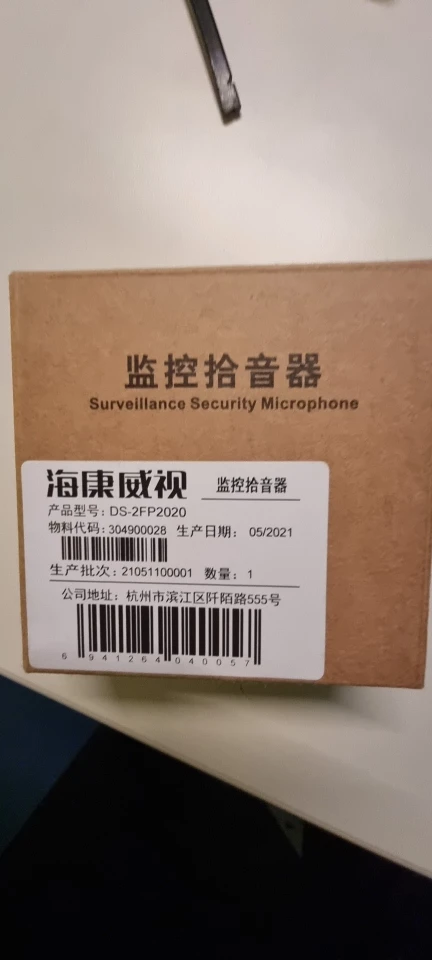 监控拾音器
Surveillance Security Microphone
海康威视 监控拾音器
产品型号: DS-2FP2020
物料代码: 304900028 生产日期: 05/2021
生产批次: 21051100001 数量: 1
公司地址: 杭州市滨江区阡陌路555号
6 941264 040057